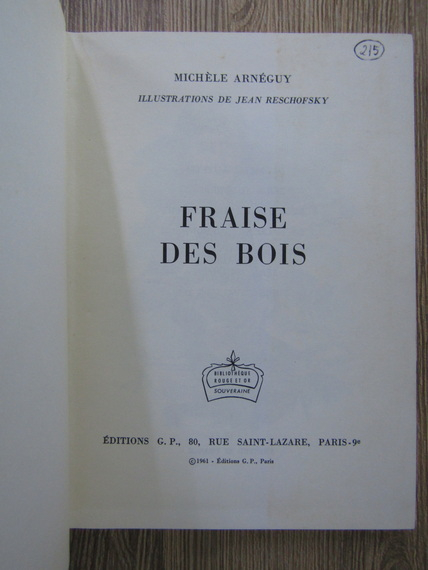 215
MICHÈLE ARNÉGUY
ILLUSTRATIONS DE JEAN RESCHOFSKY
FRAISE
DES BOIS
BIBLIOTHÈQUE
ROUGE ET OR
SOUVERAINE
ÉDITIONS G. P., 80, RUE SAINT-LAZARE, PARIS-9e
©1961 - Éditions G. P., Paris